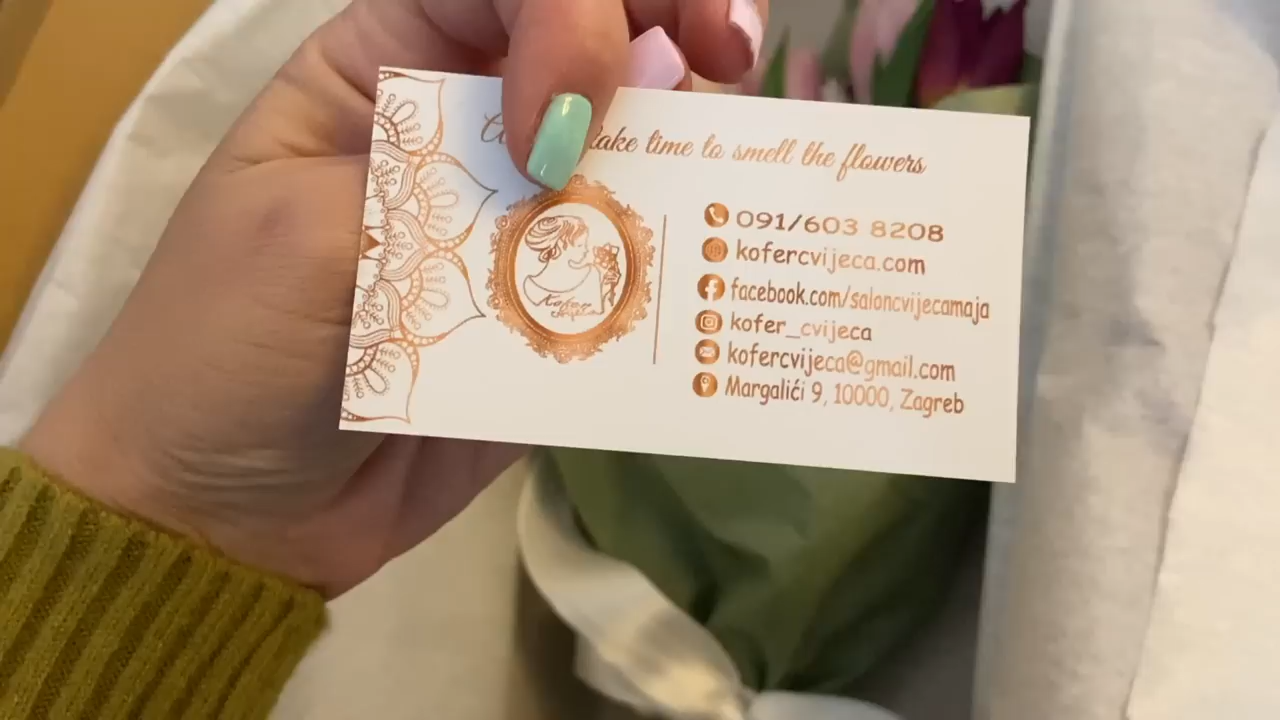 take time to smell the flowers
091/603 8208
kofercvijeca.com
facebook.com/saloncvijecamaja
kofer_cvijeca
kofercvijeca@gmail.com
Margalići 9, 10000, Zagreb
Kofer